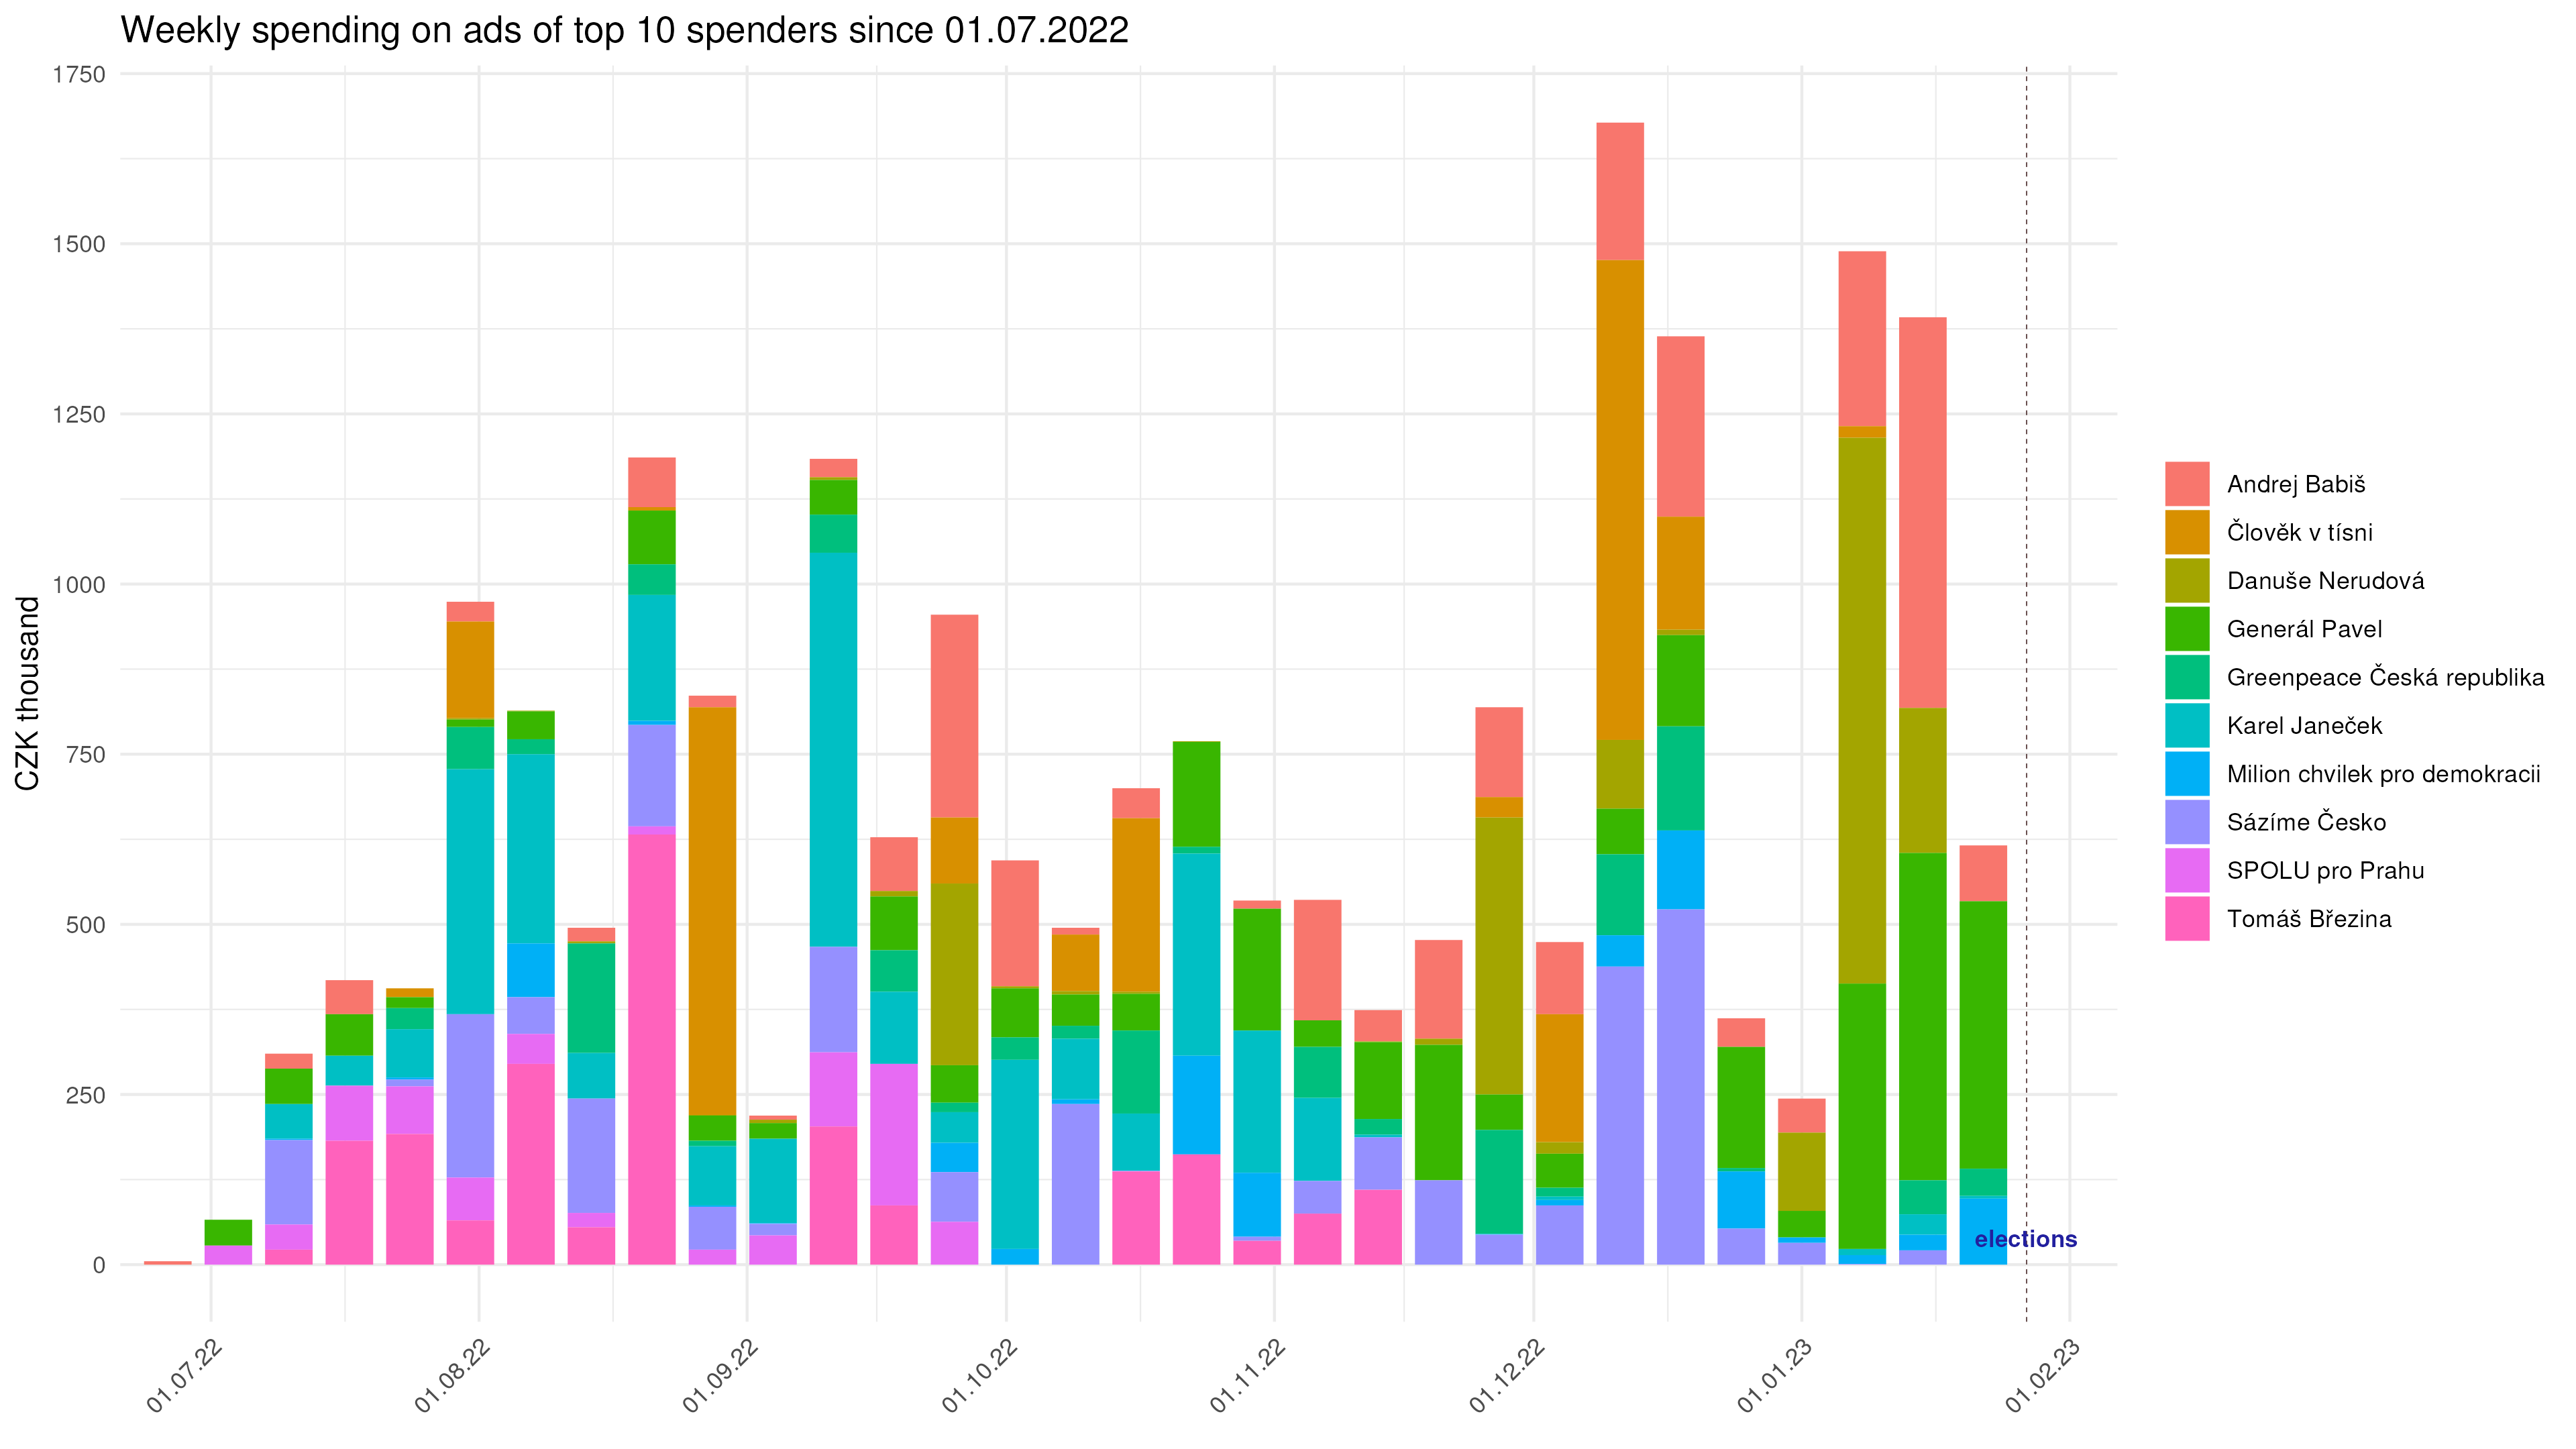 Weekly spending on ads of top 10 spenders since 01.07.2022
CZK thousand
1750
1500
1250
1000
750
500
250
0
01.07.22
01.08.22
01.09.22
01.10.22
01.11.22
01.12.22
01.01.23
01.02.23
elections
Andrej Babiš
Člověk v tísni
Danuše Nerudová
Generál Pavel
Greenpeace Česká republika
Karel Janeček
Milion chvilek pro demokracii
Sázíme Česko
SPOLU pro Prahu
Tomáš Březina